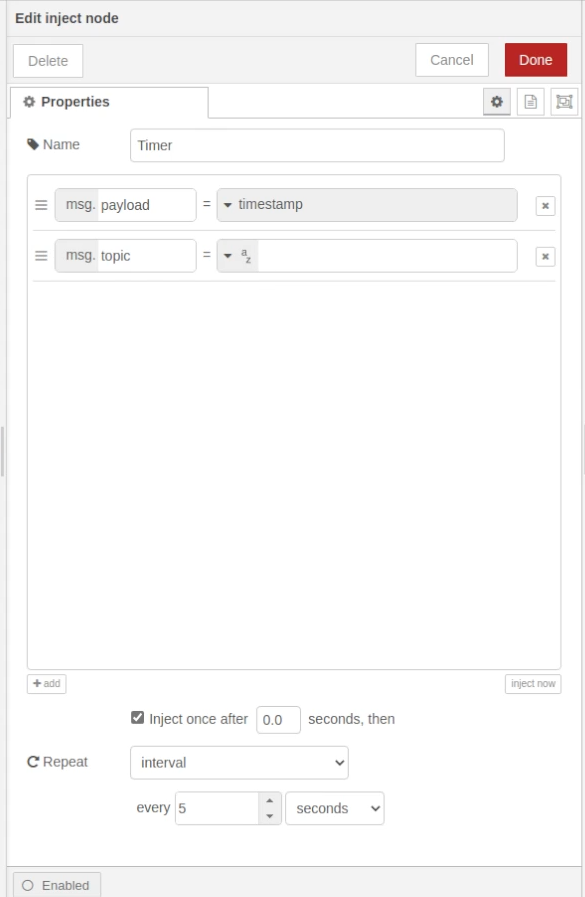 Edit inject node
Delete Cancel Done
Properties
Name Timer
msg. payload = timestamp
msg. topic = a z
add inject now
Inject once after 0.0 seconds, then
Repeat interval
every 5 seconds
Enabled